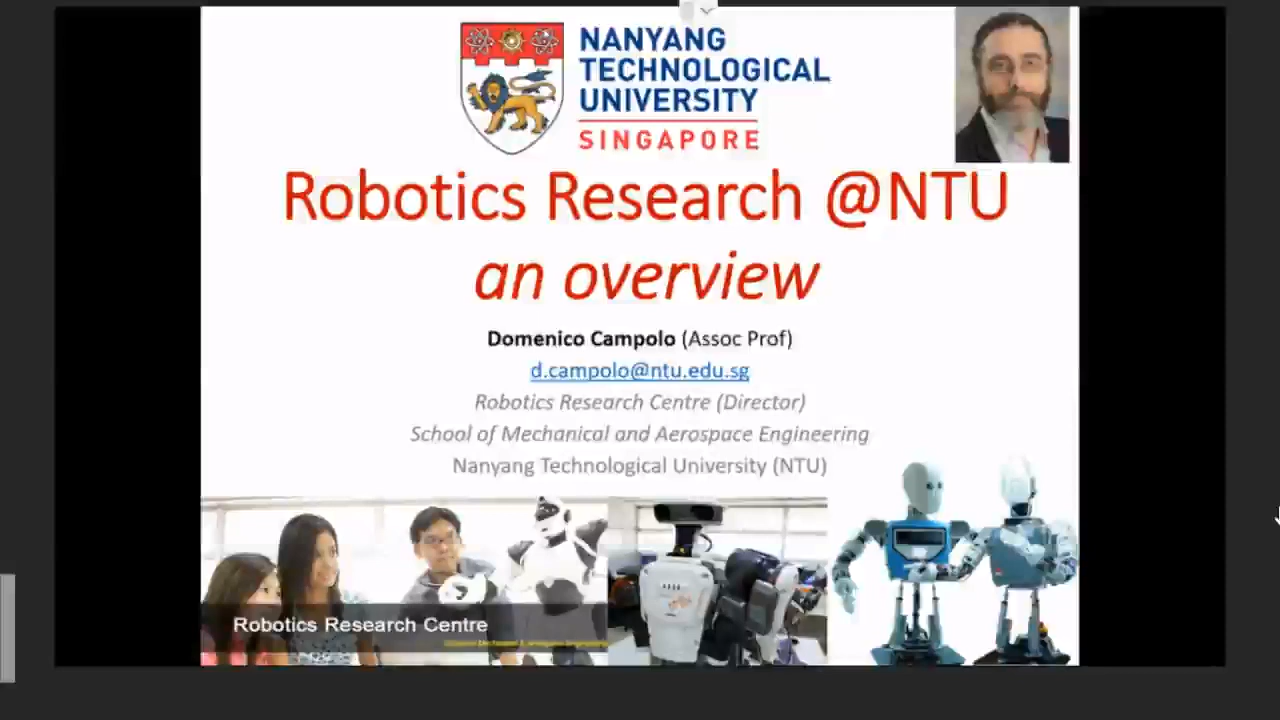 NANYANG
TECHNOLOGICAL
UNIVERSITY
SINGAPORE
Robotics Research @NTU
an overview
Domenico Campolo (Assoc Prof)
d.campolo@ntu.edu.sg
Robotics Research Centre (Director)
School of Mechanical and Aerospace Engineering
Nanyang Technological University (NTU)
Robotics Research Centre